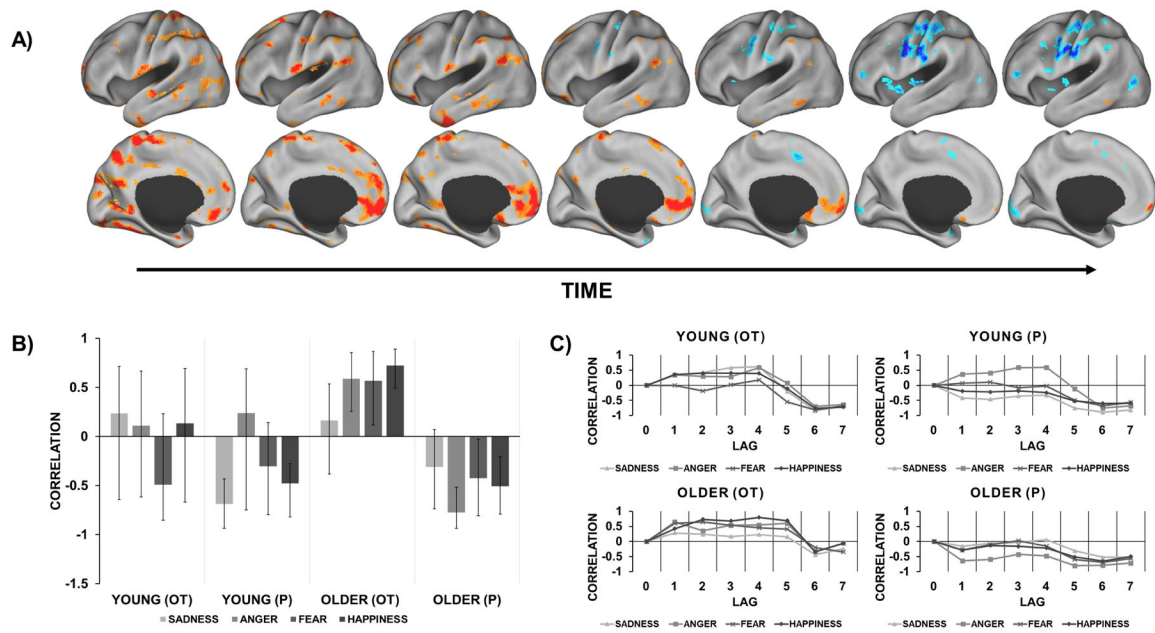 A)
TIME
B)
CORRELATION
1
0.5
0
-0.5
-1
-1.5
YOUNG (OT) YOUNG (P) OLDER (OT) OLDER (P)
SADNESS ANGER FEAR HAPPINESS
C)
YOUNG (OT)
CORRELATION
1
0.5
0
-0.5
-1
0 1 2 3 4 5 6 7
LAG
SADNESS ANGER FEAR HAPPINESS
YOUNG (P)
CORRELATION
1
0.5
0
-0.5
-1
0 1 2 3 4 5 6 7
LAG
SADNESS ANGER FEAR HAPPINESS
OLDER (OT)
CORRELATION
1
0.5
0
-0.5
-1
0 1 2 3 4 5 6 7
LAG
SADNESS ANGER FEAR HAPPINESS
OLDER (P)
CORRELATION
1
0.5
0
-0.5
-1
0 1 2 3 4 5 6 7
LAG
SADNESS ANGER FEAR HAPPINESS